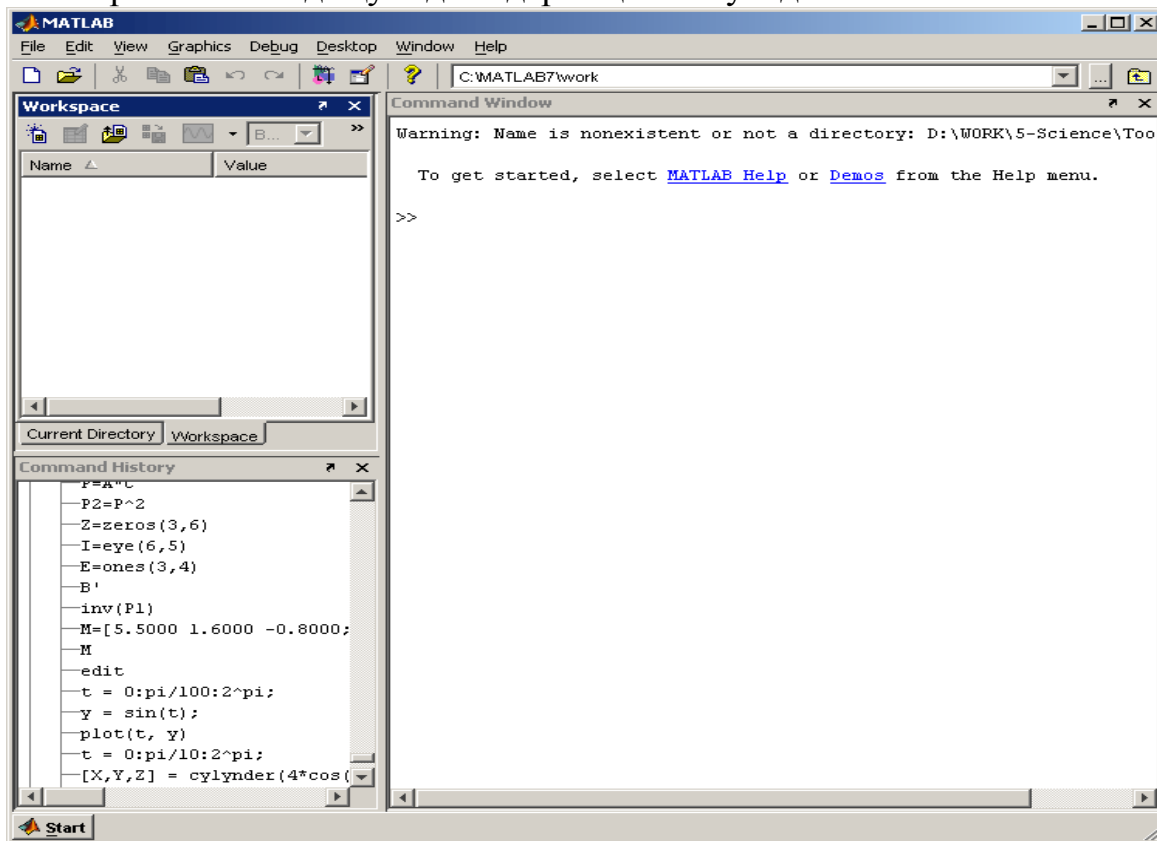 MATLAB
File Edit View Graphics Debug Desktop Window Help
C:\MATLAB7\work
Workspace
B...
Name Value
Current Directory Workspace
Command History
P2=P^2
Z=zeros(3,6)
I=eye(6,5)
E=ones(3,4)
B'
inv(P1)
M=[5.5000 1.6000 -0.8000;
M
edit
t = 0:pi/100:2^pi;
y = sin(t);
plot(t, y)
t = 0:pi/10:2^pi;
[X,Y,Z] = cylynder(4*cos(
Command Window
Warning: Name is nonexistent or not a directory: D:\WORK\5-Science\Too
To get started, select MATLAB Help or Demos from the Help menu.
>>
Start